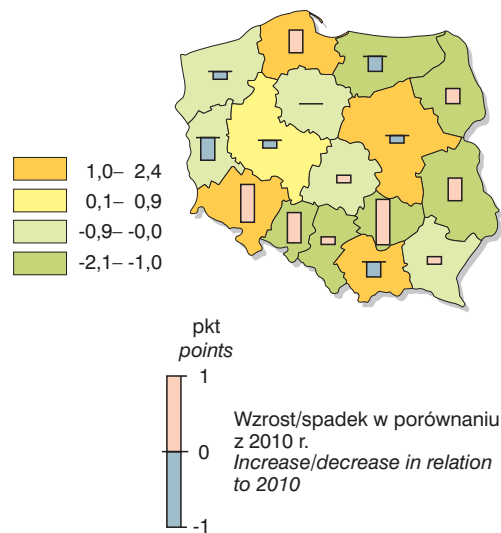 1,0– 2,4
0,1– 0,9
-0,9– -0,0
-2,1– -1,0
pkt
points
1
0
-1
Wzrost/spadek w porównaniu
z 2010 r.
Increase/decrease in relation
to 2010